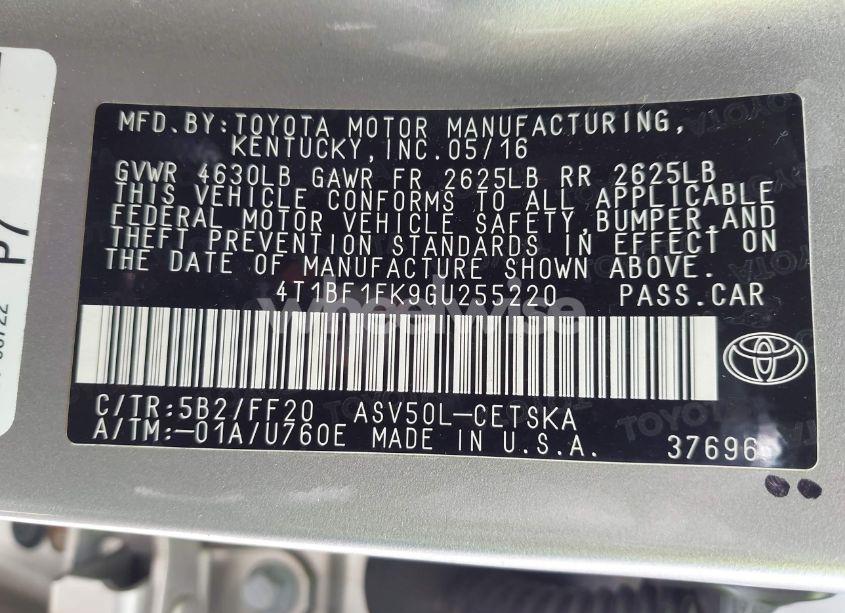 P7
MFD.BY:TOYOTA MOTOR MANUFACTURING,
KENTUCKY,INC.05/16
GVWR 4630LB GAWR FR 2625LB RR 2625LB
THIS VEHICLE CONFORMS TO ALL APPLICABLE
FEDERAL MOTOR VEHICLE SAFETY,BUMPER,AND
THEFT PREVENTION STANDARDS IN EFFECT ON
THE DATE OF MANUFACTURE SHOWN ABOVE.
4T1BF1FK9GU255220 PASS.CAR
wheelwise
C/TR:5B2/FF20 ASV50L-CETSKA
A/TM:-01A/U760E MADE IN U.S.A.
37696